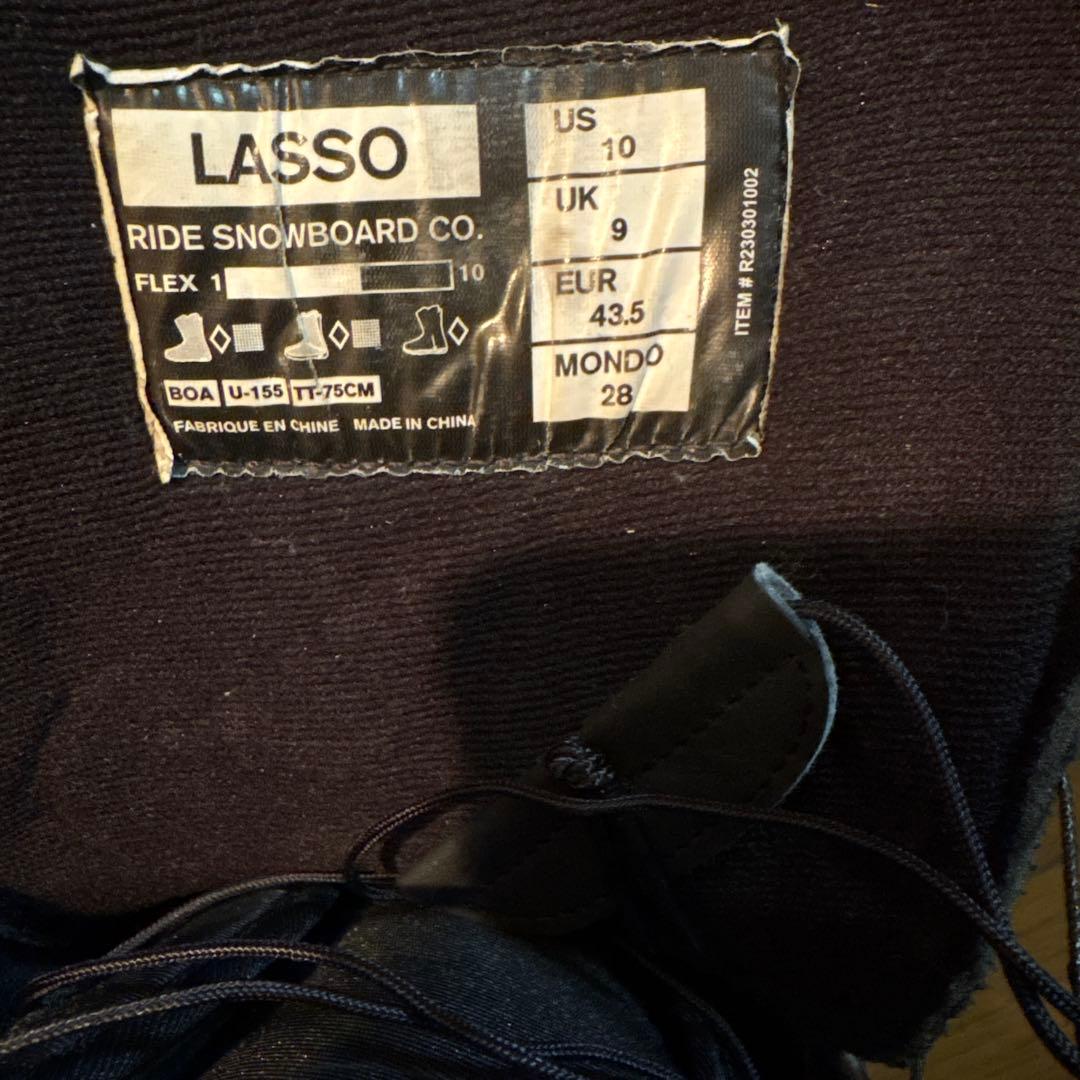 LASSO
RIDE SNOWBOARD CO.
FLEX 1 10
BOA U-155 TT-75CM
FABRIQUE EN CHINE MADE IN CHINA
US
10
UK
9
EUR
43.5
MONDO
28
ITEM # R230301002